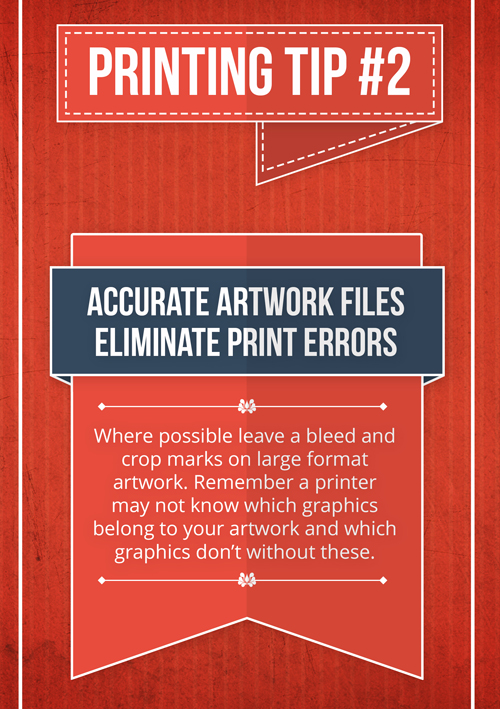 PRINTING TIP #2
ACCURATE ARTWORK FILES
ELIMINATE PRINT ERRORS
Where possible leave a bleed and
crop marks on large format
artwork. Remember a printer
may not know which graphics
belong to your artwork and which
graphics don’t without these.